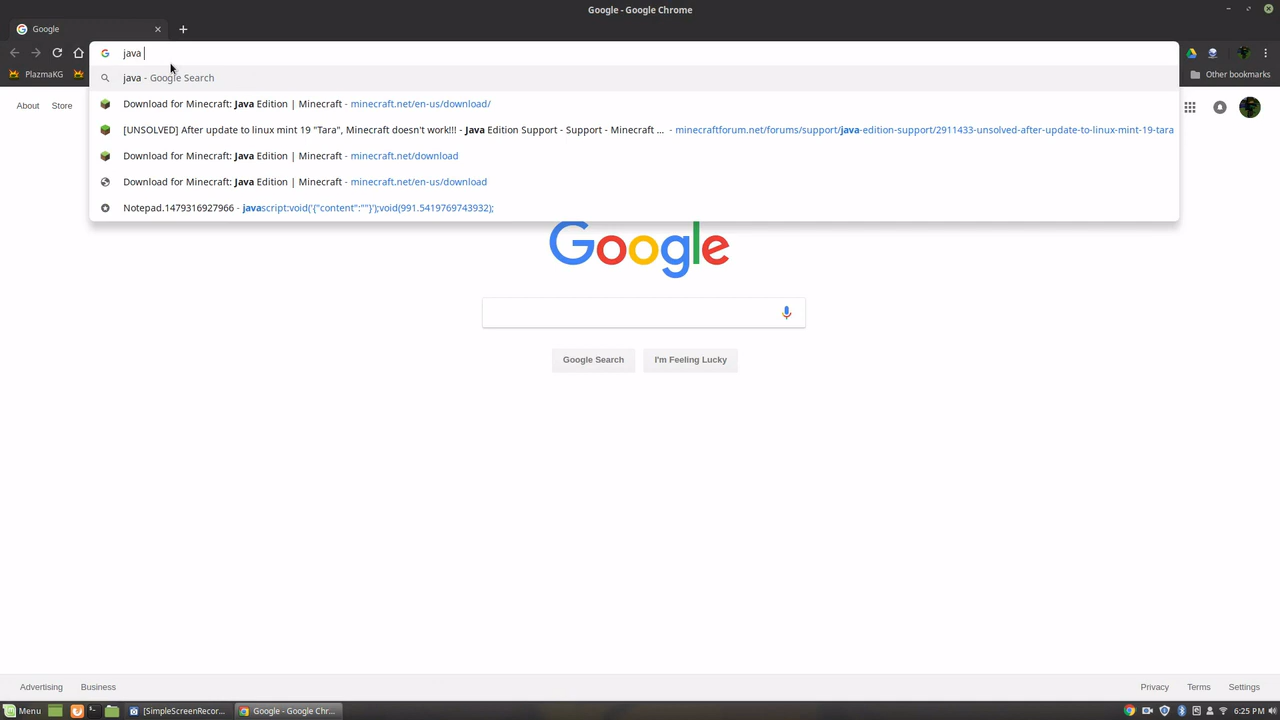 Google - Google Chrome
Google
java
PlazmaKG
Other bookmarks
java - Google Search
About Store
Download for Minecraft: Java Edition | Minecraft - minecraft.net/en-us/download/
[UNSOLVED] After update to linux mint 19 "Tara", Minecraft doesn't work!!! - Java Edition Support - Support - Minecraft ... - minecraftforum.net/forums/support/java-edition-support/2911433-unsolved-after-update-to-linux-mint-19-tara
Download for Minecraft: Java Edition | Minecraft - minecraft.net/download
Download for Minecraft: Java Edition | Minecraft - minecraft.net/en-us/download
Notepad.1479316927966 - javascript:void('{"content":""}');void(991.5419769743932);
Google
Google Search I'm Feeling Lucky
Advertising Business Privacy Terms Settings
Menu [SimpleScreenRecor... Google - Google Chr... 6:25 PM